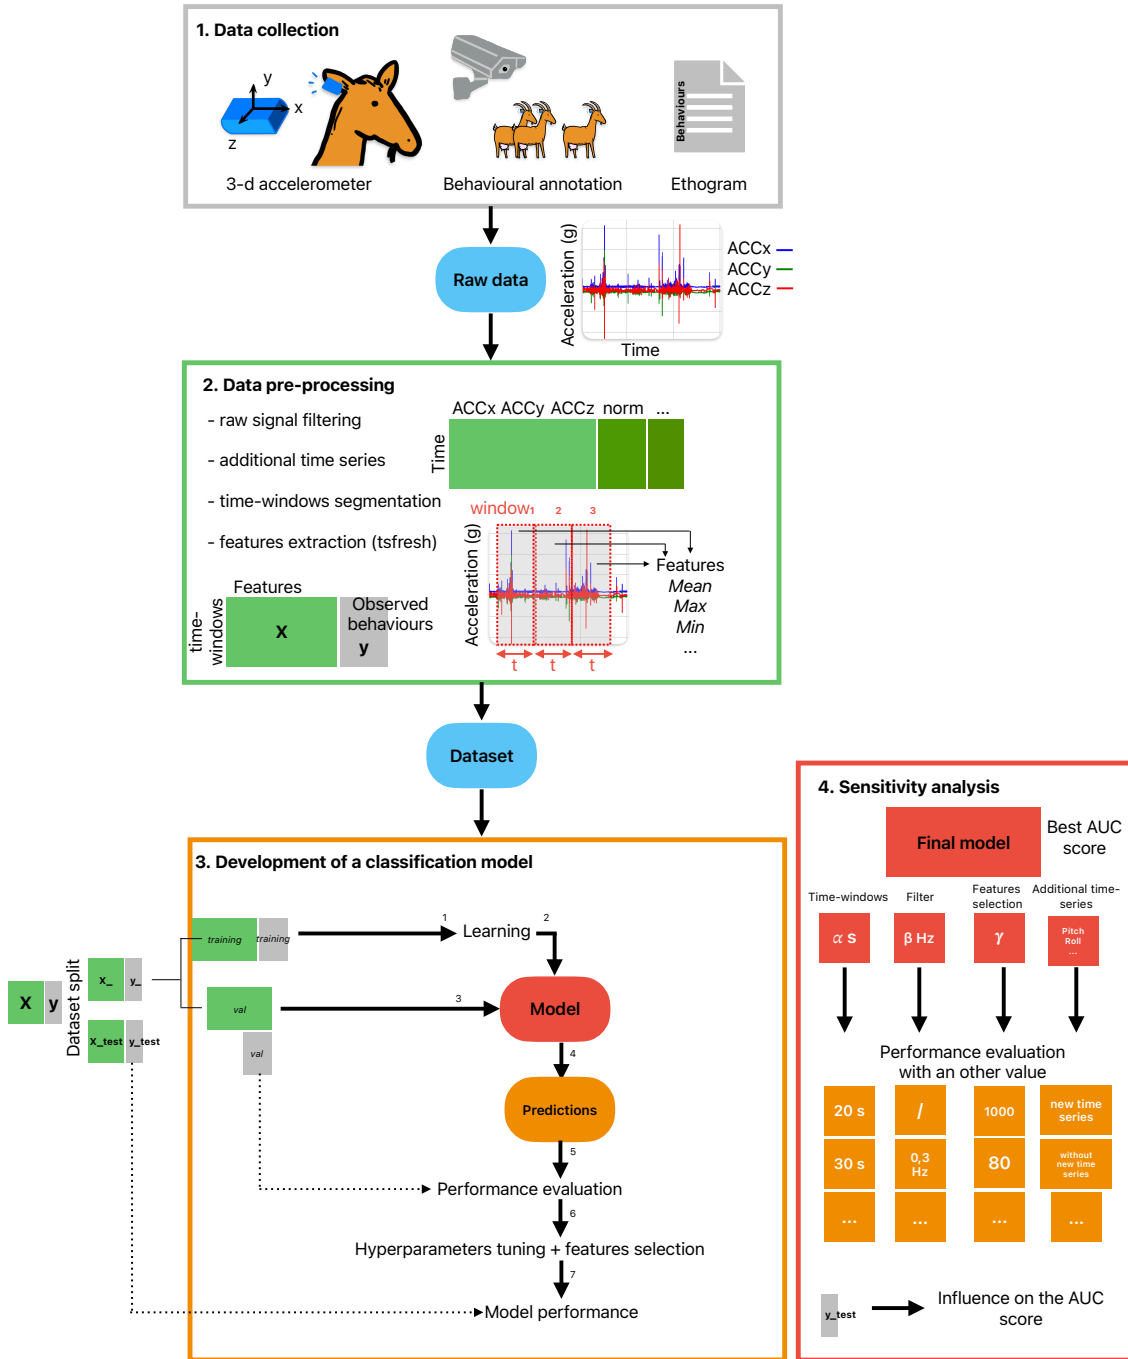 1. Data collection
y
x
z
Behaviours
3-d accelerometer
Behavioural annotation
Ethogram
Raw data
Acceleration (g)
Time
ACCx
ACCy
ACCz
2. Data pre-processing
- raw signal filtering
- additional time series
- time-windows segmentation
- features extraction (tsfresh)
ACCx ACCy ACCz norm ...
Time
window1 2 3
Acceleration (g)
t t t
Features
Mean
Max
Min
...
Features
time-
windows
X
Observed
behaviours
y
Dataset
3. Development of a classification model
X y
Dataset split
X_ y_
X_test y_test
training training
val
val
1
Learning
2
3
Model
4
Predictions
5
Performance evaluation
6
Hyperparameters tuning + features selection
7
Model performance
4. Sensitivity analysis
Final model
Best AUC
score
Time-windows
Filter
Features
selection
Additional time-
series
α s
β Hz
γ
Pitch
Roll
...
Performance evaluation
with an other value
20 s
/
1000
new time
series
30 s
0,3
Hz
80
without
new time
series
... ... ... ...
y_test
Influence on the AUC
score